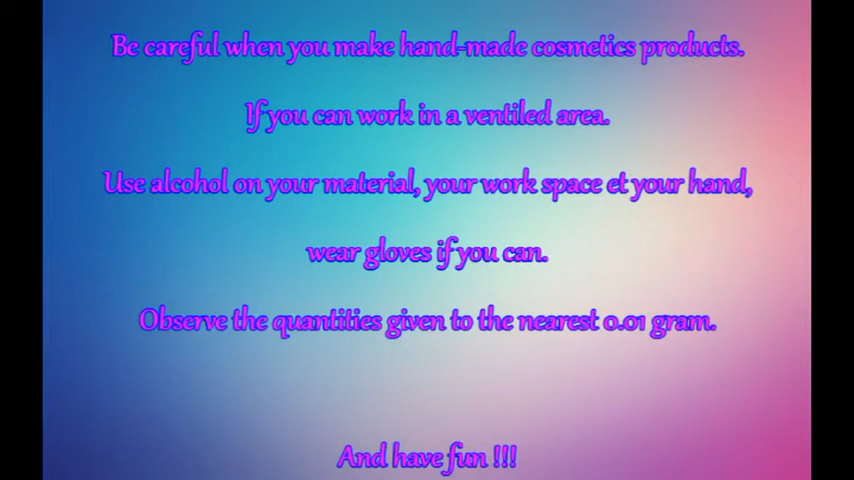 Be careful when you make hand-made cosmetics products.
If you can work in a ventiled area.
Use alcohol on your material, your work space et your hand,
wear gloves if you can.
Observe the quantities given to the nearest 0.01 gram.
And have fun !!!